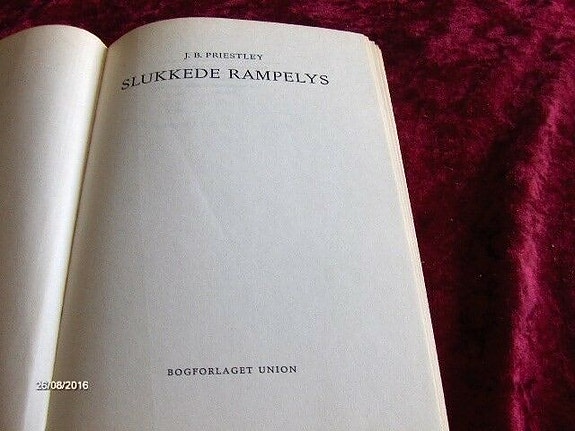 J. B. PRIESTLEY
SLUKKEDE RAMPELYS
BOGFORLAGET UNION
26/08/2016